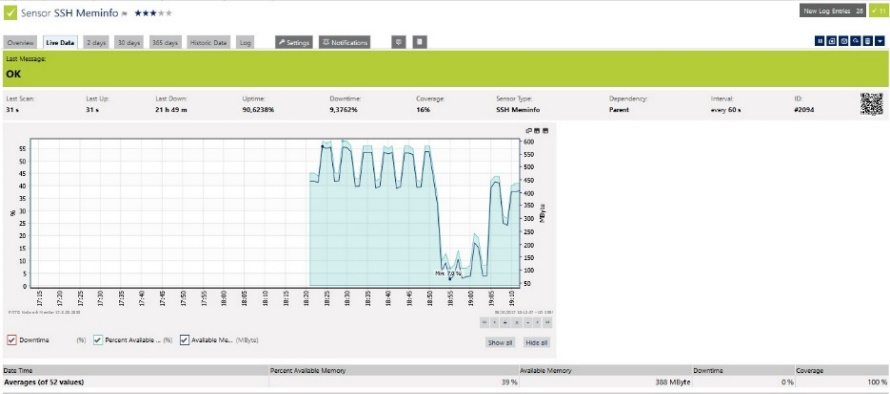 Sensor SSH Meminfo
New Log Entries 28
Overview Live Data 2 days 30 days 365 days Historic Data Log Settings Notifications
Last Message:
OK
Last Scan: Last Up: Last Down: Uptime: Downtime: Coverage: Sensor Type: Dependency: Interval: ID:
31 s 31 s 21 h 49 m 90,6238% 9,3762% 16% SSH Meminfo Parent every 60 s #2094
55 50 45 40 35 30 25 20 15 10 5 0
%
600 550 500 450 400 350 300 250 200 150 100 50
MByte
17:15 17:20 17:25 17:30 17:35 17:40 17:45 17:50 17:55 18:00 18:05 18:10 18:15 18:20 18:25 18:30 18:35 18:40 18:45 18:50 18:55 19:00 19:05 19:10
Downtime (%) Percent Available ... (%) Available Me... (MByte)
Show all Hide all
Date Time Percent Available Memory Available Memory Downtime Coverage
Averages (of 52 values) 39 % 388 MByte 0 % 100 %